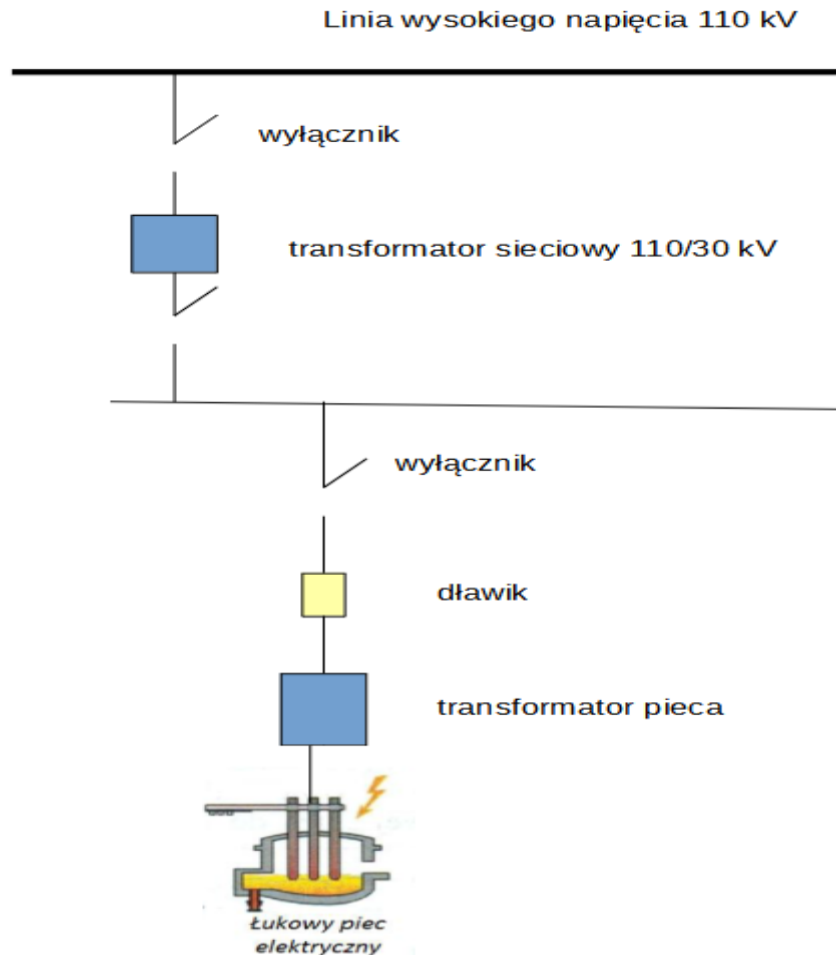 Linia wysokiego napięcia 110 kV
wyłącznik
transformator sieciowy 110/30 kV
wyłącznik
dławik
transformator pieca
Łukowy piec
elektryczny